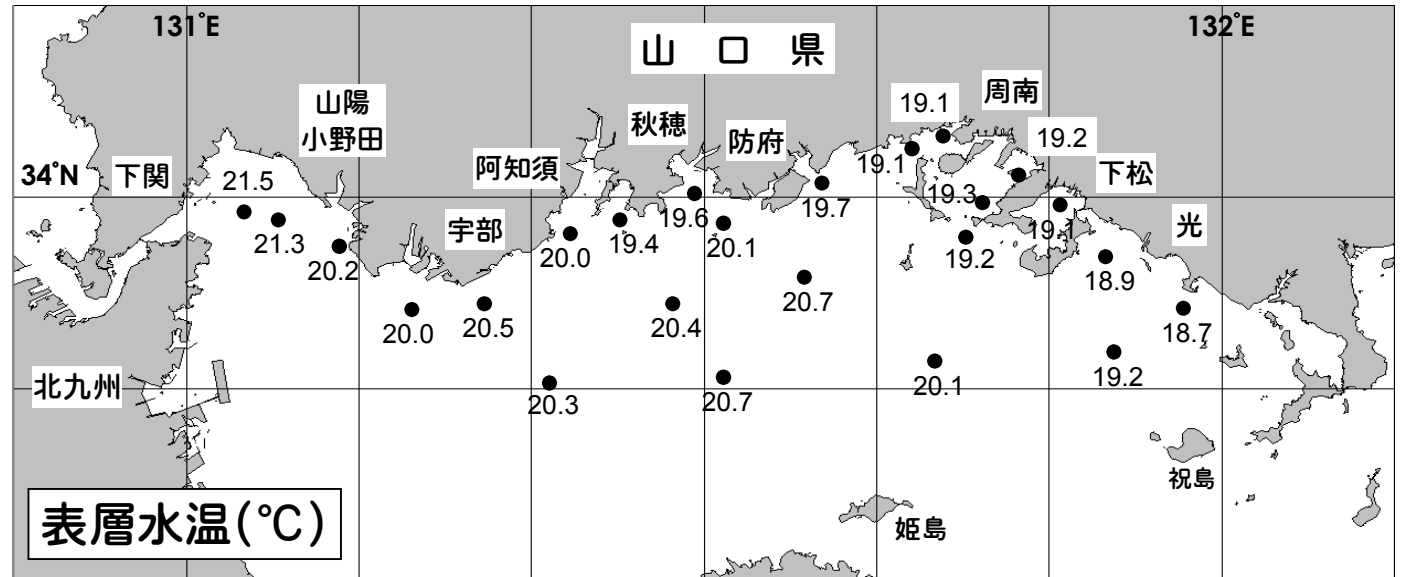 131°E
132°E
山 口 県
山陽
小野田
秋穂
防府
19.1
周南
19.2
阿知須
下松
34°N
下関
21.5
19.1
19.3
19.6
19.7
21.3
宇部
20.0
19.4
20.1
19.2
19.1
光
20.2
18.9
20.7
20.0
20.5
20.4
18.7
北九州
20.3
20.7
20.1
19.2
祝島
表層水温(℃)
姫島